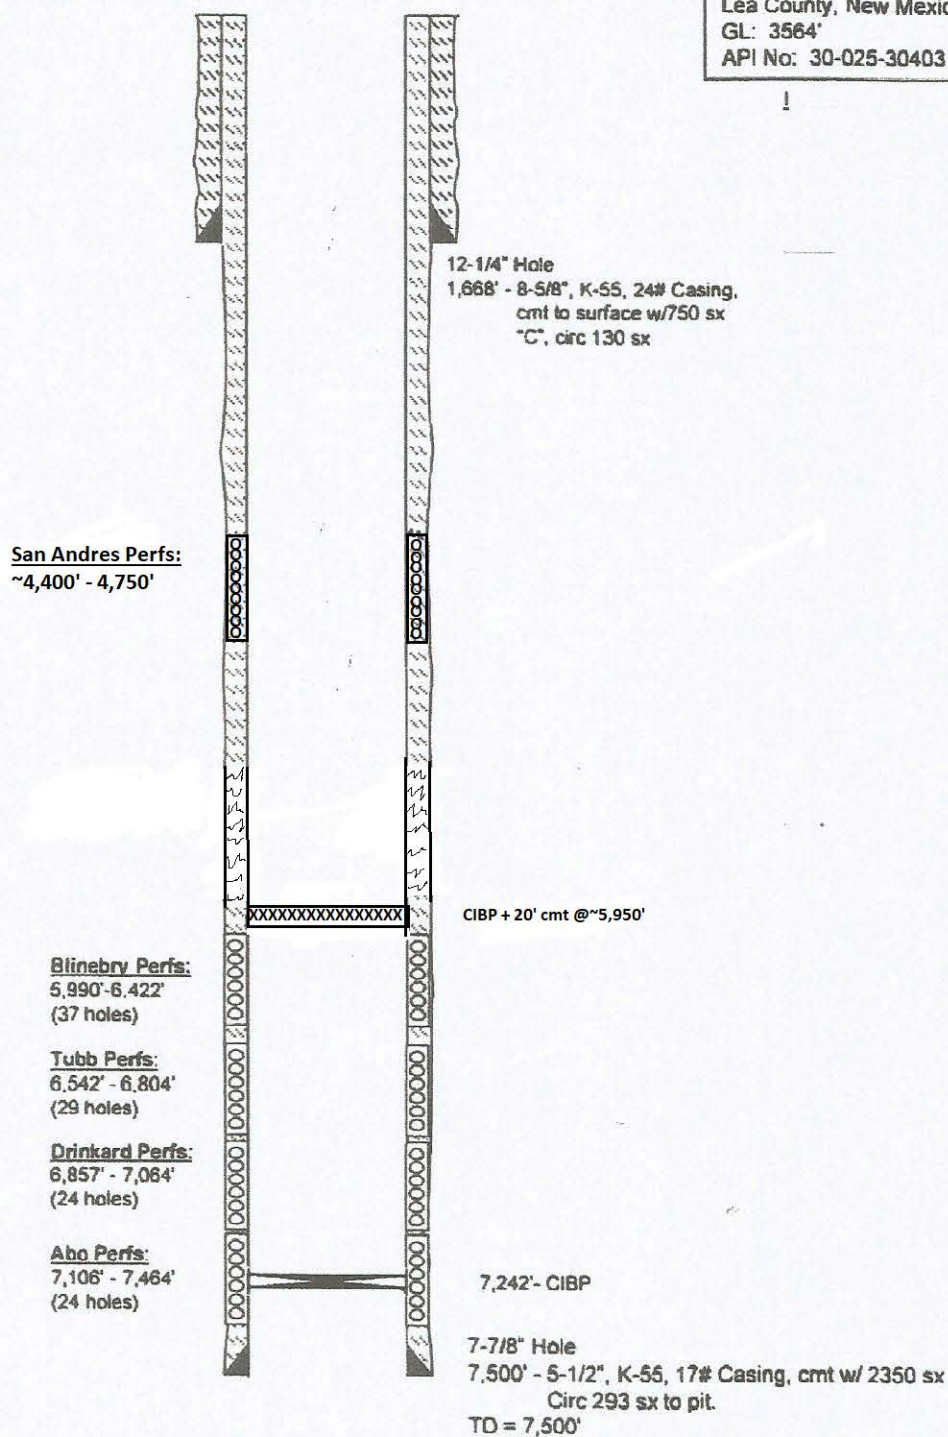 Lea County, New Mexic
GL: 3564'
API No: 30-025-30403
12-1/4" Hole
1,668' - 8-5/8", K-55, 24# Casing,
cmt to surface w/750 sx
"C", circ 130 sx
San Andres Perfs:
~4,400' - 4,750'
XXXXXXXXXXXXXXXX
CIBP + 20' cmt @~5,950'
Blinebry Perfs:
5,990'-6,422'
(37 holes)
Tubb Perfs:
6,542' - 6,804'
(29 holes)
Drinkard Perfs:
6,857' - 7,064'
(24 holes)
Abo Perfs:
7,106' - 7,464'
(24 holes)
7,242'- CIBP
7-7/8" Hole
7,500' - 5-1/2", K-55, 17# Casing, cmt w/ 2350 sx
Circ 293 sx to pit.
TD = 7,500'